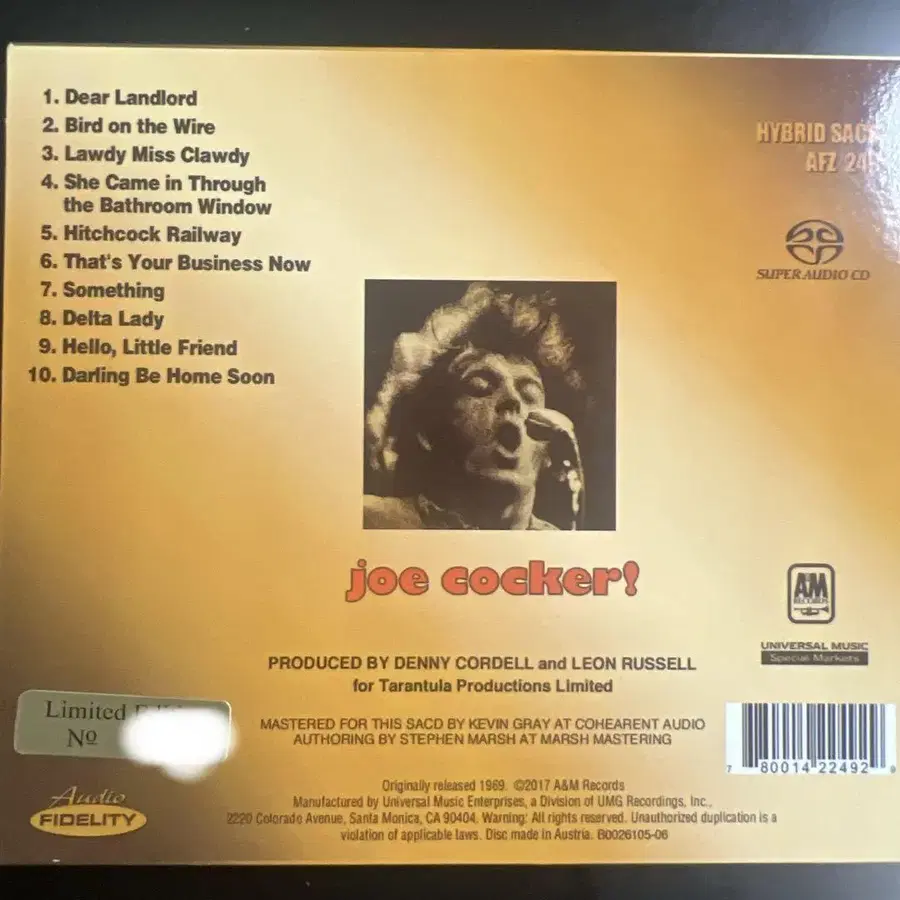 1. Dear Landlord
2. Bird on the Wire
3. Lawdy Miss Clawdy
4. She Came in Through
the Bathroom Window
5. Hitchcock Railway
6. That's Your Business Now
7. Something
8. Delta Lady
9. Hello, Little Friend
10. Darling Be Home Soon
HYBRID
AFZ
SUPER AUDIO CD
joe cocker!
A&M
RECORDS
UNIVERSAL MUSIC
Special Markets
PRODUCED BY DENNY CORDELL and LEON RUSSELL
for Tarantula Productions Limited
Limited
Nº
MASTERED FOR THIS SACD BY KEVIN GRAY AT COHEARENT AUDIO
AUTHORING BY STEPHEN MARSH AT MARSH MASTERING
7 80014 22492 9
Audio
FIDELITY
Originally released 1969. ©2017 A&M Records
Manufactured by Universal Music Enterprises, a Division of UMG Recordings, Inc.,
2220 Colorado Avenue, Santa Monica, CA 90404. Warning: All rights reserved. Unauthorized duplication is a
violation of applicable laws. Disc made in Austria. B0026105-06